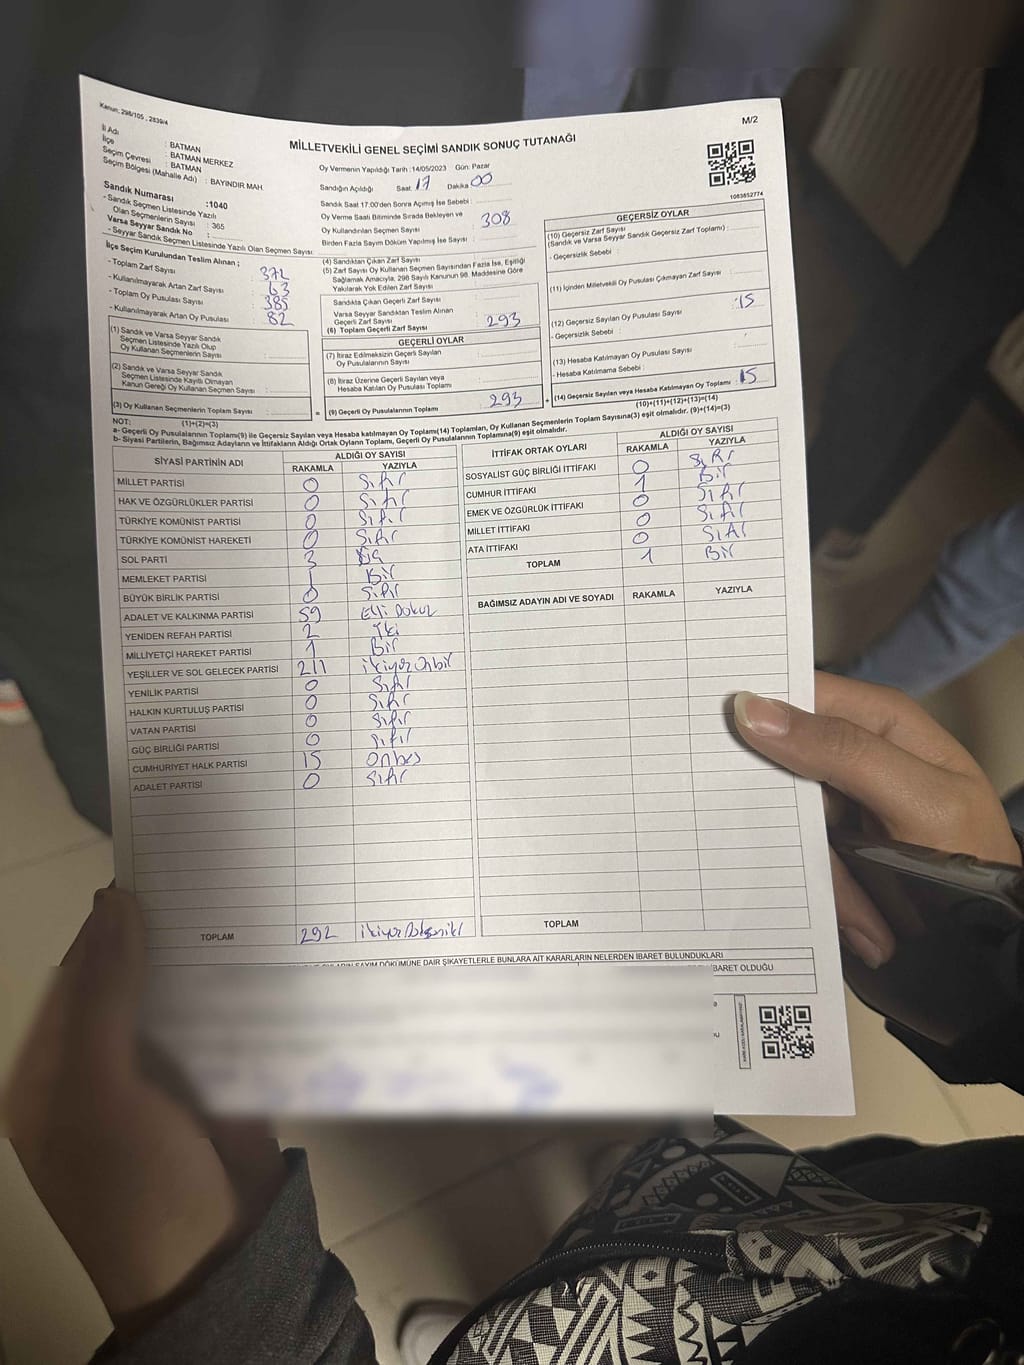 Kanun; 298/105 , 2839/4
M/2
MİLLETVEKİLİ GENEL SEÇİMİ SANDIK SONUÇ TUTANAĞI
İl Adı : BATMAN
İlçe : BATMAN MERKEZ
Seçim Çevresi : BATMAN
Seçim Bölgesi (Mahalle Adı) : BAYINDIR MAH.
Sandık Numarası :1040
- Sandık Seçmen Listesinde Yazılı
Olan Seçmenlerin Sayısı : 365
Varsa Seyyar Sandık No :
- Seyyar Sandık Seçmen Listesinde Yazılı Olan Seçmen Sayısı:
Oy Vermenin Yapıldığı Tarih :14/05/2023 Gün: Pazar
Sandığın Açıldığı Saat: 17 Dakika 00
Sandık Saat 17.00'den Sonra Açımış İse Sebebi :
Oy Verme Saati Bitiminde Sırada Bekleyen ve
Oy Kullandırılan Seçmen Sayısı : 308
Birden Fazla Sayım Döküm Yapılmış İse Sayısı :
1083852774
İlçe Seçim Kurulundan Teslim Alınan ;
- Toplam Zarf Sayısı : 372
- Kullanılmayarak Artan Zarf Sayısı : 63
- Toplam Oy Pusulası Sayısı : 385
- Kullanılmayarak Artan Oy Pusulası : 82
(1) Sandık ve Varsa Seyyar Sandık
Seçmen Listesinde Yazılı Olup
Oy Kullanan Seçmenlerin Sayısı :
(2) Sandık ve Varsa Seyyar Sandık
Seçmen Listesinde Kayıtlı Olmayan
Kanun Gereği Oy Kullanan Seçmen Sayısı :
(3) Oy Kullanan Seçmenlerin Toplam Sayısı :
(1)+(2)=(3)
(4) Sandıktan Çıkan Zarf Sayısı :
(5) Zarf Sayısı Oy Kullanan Seçmen Sayısından Fazla İse, Eşitliği
Sağlamak Amacıyla, 298 Sayılı Kanunun 98. Maddesine Göre
Yakılarak Yok Edilen Zarf Sayısı :
Sandıkta Çıkan Geçerli Zarf Sayısı :
Varsa Seyyar Sandıktan Teslim Alınan
Geçerli Zarf Sayısı :
(6) Toplam Geçerli Zarf Sayısı : 293
GEÇERLİ OYLAR
(7) İtiraz Edilmeksizin Geçerli Sayılan
Oy Pusulalarının Sayısı :
(8) İtiraz Üzerine Geçerli Sayılan veya
Hesaba Katılan Oy Pusulası Toplamı :
= (9) Geçerli Oy Pusulalarının Toplamı : 293
GEÇERSİZ OYLAR
(10) Geçersiz Zarf Sayısı
(Sandık ve Varsa Seyyar Sandık Geçersiz Zarf Toplamı) :
- Geçersizlik Sebebi :
(11) İçinden Milletvekili Oy Pusulası Çıkmayan Zarf Sayısı :
(12) Geçersiz Sayılan Oy Pusulası Sayısı : 15
- Geçersizlik Sebebi :
(13) Hesaba Katılmayan Oy Pusulası Sayısı :
- Hesaba Katılmama Sebebi :
+ (14) Geçersiz Sayılan veya Hesaba Katılmayan Oy Toplamı : 15
(10)+(11)+(12)+(13)=(14)
NOT:
a- Geçerli Oy Pusulalarının Toplamı(9) ile Geçersiz Sayılan veya Hesaba katılmayan Oy Toplamı(14) Toplamları, Oy Kullanan Seçmenlerin Toplam Sayısına(3) eşit olmalıdır. (9)+(14)=(3)
b- Siyasi Partilerin, Bağımsız Adayların ve İttifakların Aldığı Ortak Oyların Toplamı, Geçerli Oy Pusulalarının Toplamına(9) eşit olmalıdır.
SİYASİ PARTİNİN ADI ALDIĞI OY SAYISI
RAKAMLA YAZIYLA
MİLLET PARTİSİ 0 Sıfır
HAK VE ÖZGÜRLÜKLER PARTİSİ 0 Sıfır
TÜRKİYE KOMÜNİST PARTİSİ 0 Sıfır
TÜRKİYE KOMÜNİST HAREKETİ 0 Sıfır
SOL PARTİ 3 Üç
MEMLEKET PARTİSİ 1 Bir
BÜYÜK BİRLİK PARTİSİ 0 Sıfır
ADALET VE KALKINMA PARTİSİ 59 Elli Dokuz
YENİDEN REFAH PARTİSİ 2 İki
MİLLİYETÇİ HAREKET PARTİSİ 1 Bir
YEŞİLLER VE SOL GELECEK PARTİSİ 211 ikiyüz Onbir
YENİLİK PARTİSİ 0 Sıfır
HALKIN KURTULUŞ PARTİSİ 0 Sıfır
VATAN PARTİSİ 0 Sıfır
GÜÇ BİRLİĞİ PARTİSİ 0 Sıfır
CUMHURİYET HALK PARTİSİ 15 Onbeş
ADALET PARTİSİ 0 Sıfır
TOPLAM 292
İTTİFAK ORTAK OYLARI ALDIĞI OY SAYISI
RAKAMLA YAZIYLA
SOSYALİST GÜÇ BİRLİĞİ İTTİFAKI 0 Sıfır
CUMHUR İTTİFAKI 1 Bir
EMEK VE ÖZGÜRLÜK İTTİFAKI 0 Sıfır
MİLLET İTTİFAKI 0 Sıfır
ATA İTTİFAKI 0 Sıfır
TOPLAM 1 Bir
BAĞIMSIZ ADAYIN ADI VE SOYADI RAKAMLA YAZIYLA
TOPLAM
SAYIM DÖKÜMÜNE DAİR ŞİKAYETLERLE BUNLARA AİT KARARLARIN NELERDEN İBARET BULUNDUKLARI
İBARET OLDUĞU